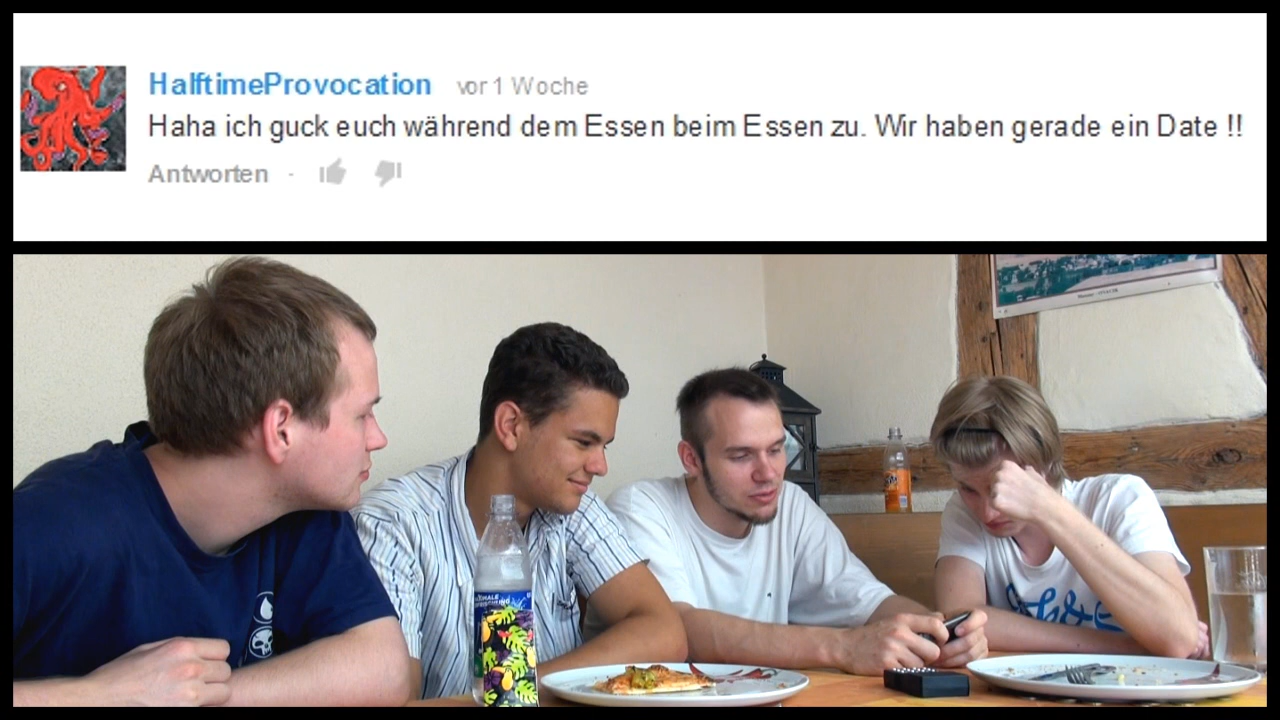 HalftimeProvocation vor 1 Woche
Haha ich guck euch während dem Essen beim Essen zu. Wir haben gerade ein Date !!
Antworten ·